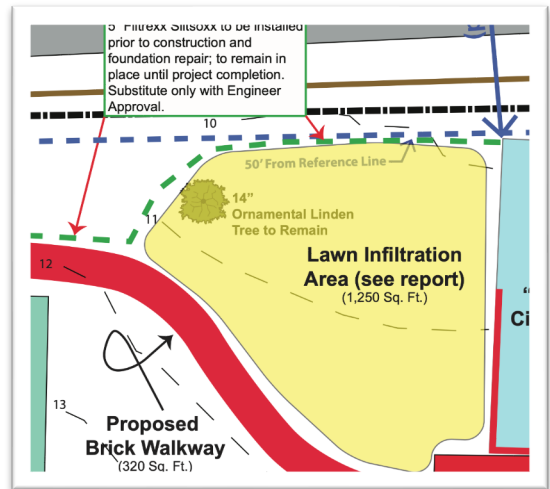 5" Filtrexx Siltsoxx to be installed
prior to construction and
foundation repair; to remain in
place until project completion.
Substitute only with Engineer
Approval.
10
50' From Reference Line
14"
Ornamental Linden
Tree to Remain
11
Lawn Infiltration
Area (see report)
(1,250 Sq. Ft.)
12
Ci
13
Proposed
Brick Walkway
(320 Sq. Ft.)